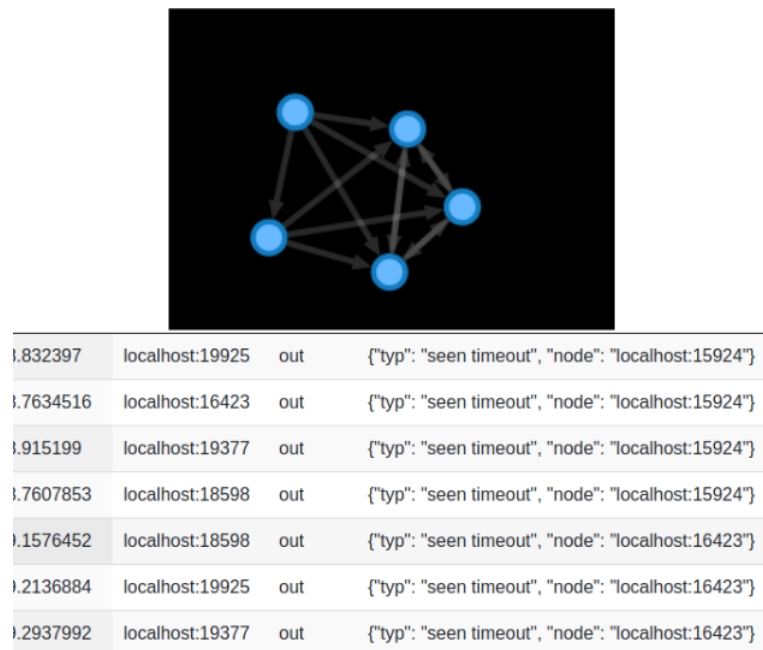 .832397 localhost:19925 out {"typ": "seen timeout", "node": "localhost:15924"}
.7634516 localhost:16423 out {"typ": "seen timeout", "node": "localhost:15924"}
.915199 localhost:19377 out {"typ": "seen timeout", "node": "localhost:15924"}
.7607853 localhost:18598 out {"typ": "seen timeout", "node": "localhost:15924"}
.1576452 localhost:18598 out {"typ": "seen timeout", "node": "localhost:16423"}
.2136884 localhost:19925 out {"typ": "seen timeout", "node": "localhost:16423"}
.2937992 localhost:19377 out {"typ": "seen timeout", "node": "localhost:16423"}